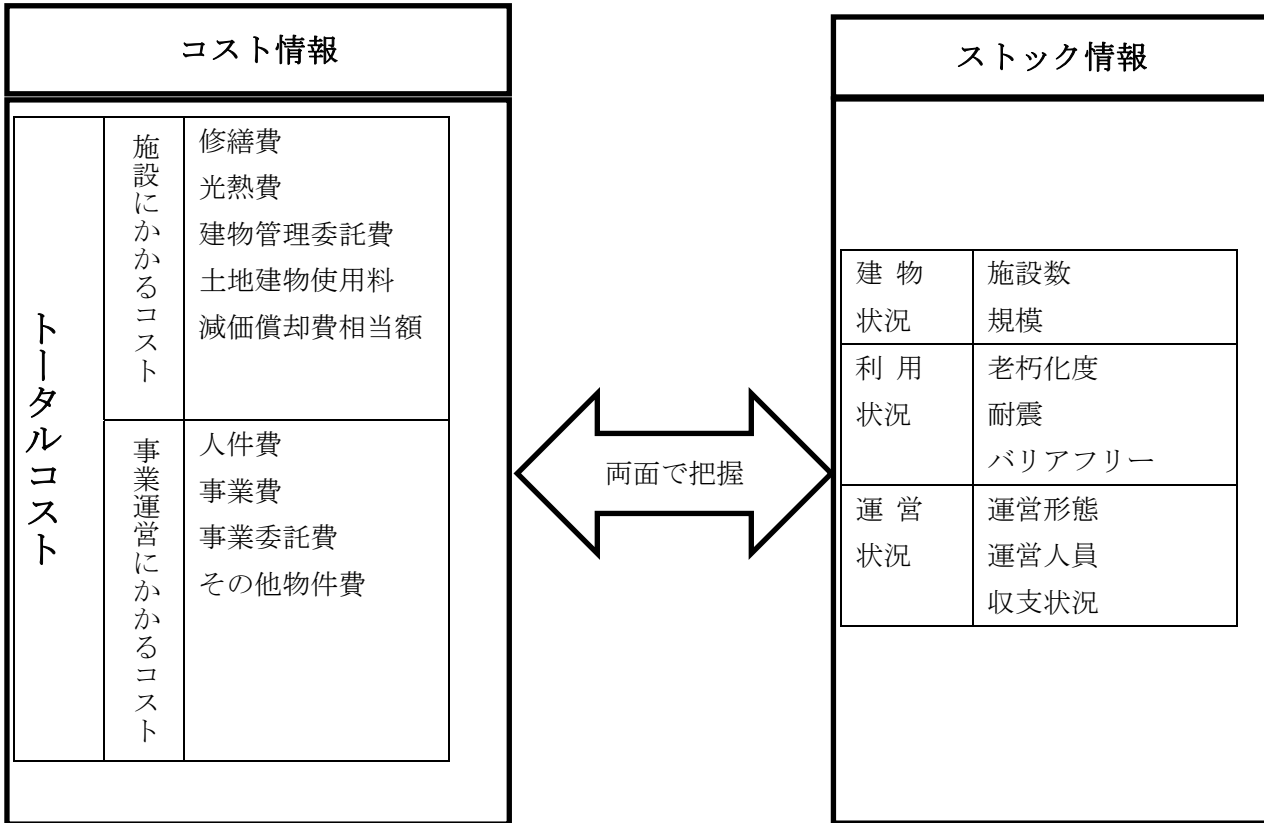 コスト情報
トータルコスト
施設にかかるコスト
修繕費
光熱費
建物管理委託費
土地建物使用料
減価償却費相当額
事業運営にかかるコスト
人件費
事業費
事業委託費
その他物件費
両面で把握
ストック情報
建 物
状況
施設数
規模
利 用
状況
老朽化度
耐震
バリアフリー
運 営
状況
運営形態
運営人員
収支状況